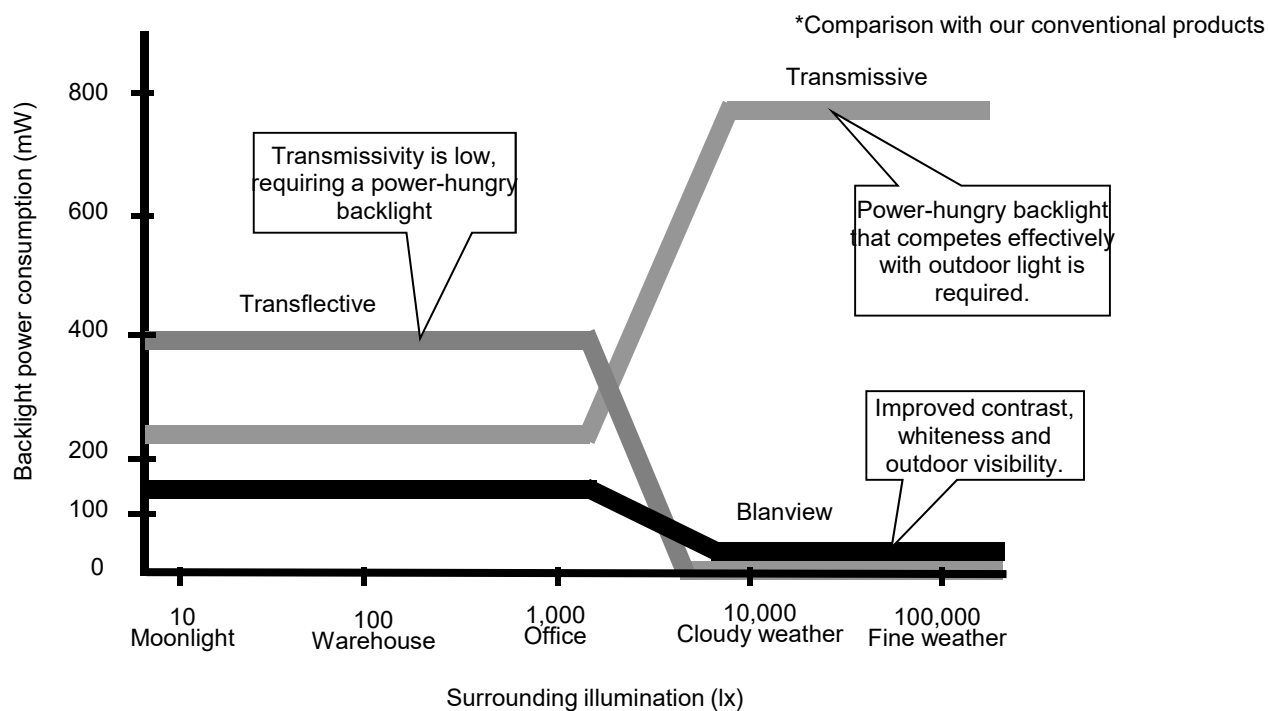 *Comparison with our conventional products
Transmissive
800
Transmissivity is low,
requiring a power-hungry
backlight
Backlight power consumption (mW)
600
Power-hungry backlight
that competes effectively
with outdoor light is
required.
Transflective
400
Improved contrast,
whiteness and
outdoor visibility.
200
100
Blanview
0
10
Moonlight
100
Warehouse
1,000
Office
10,000
Cloudy weather
100,000
Fine weather
Surrounding illumination (lx)